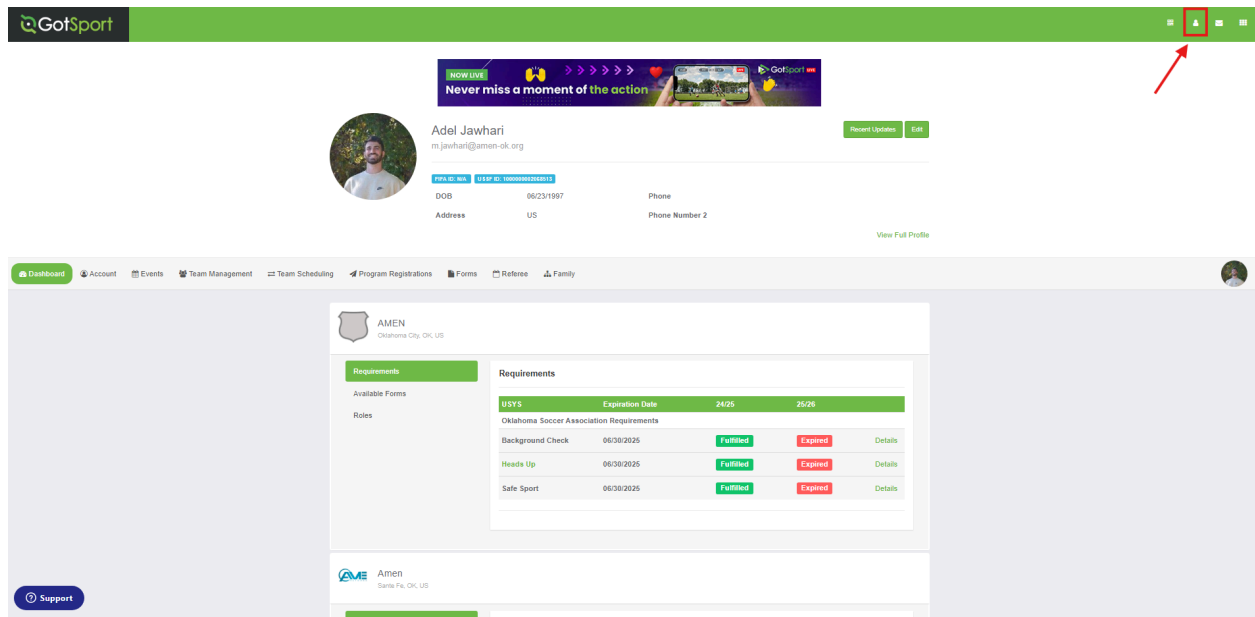 GotSport
NOW LIVE
Never miss a moment of the action
GotSport LIVE
Adel Jawhari
m.jawhari@amen-ok.org
Recent Updates Edit
FIFA ID: N/A
DOB 06/23/1997 Phone
Address US Phone Number 2
View Full Profile
Dashboard Account Events Team Management Team Scheduling Program Registrations Forms Referee Family
AMEN
Oklahoma City, OK, US
Requirements
Available Forms
Roles
Requirements
USYS Expiration Date 24/25 25/26
Oklahoma Soccer Association Requirements
Background Check 06/30/2025 Fulfilled Expired Details
Heads Up 06/30/2025 Fulfilled Expired Details
Safe Sport 06/30/2025 Fulfilled Expired Details
Amen
Santa Fe, OK, US
Support